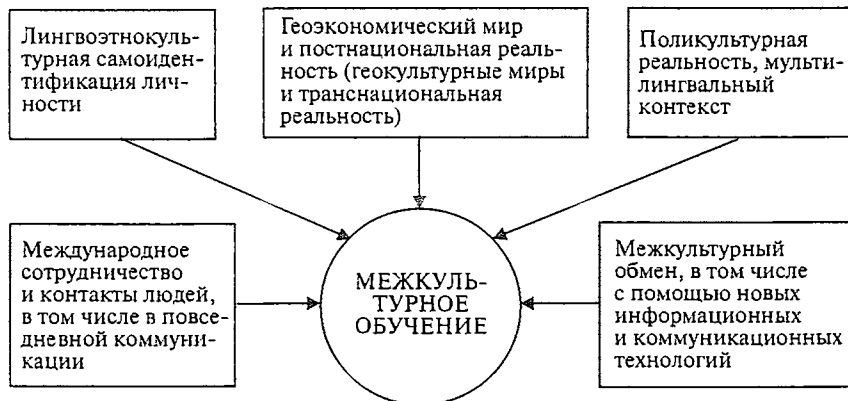 Лингвоэтнокуль-
турная самоиден-
тификация лич-
ности
Геоэкономический мир
и постнациональная реаль-
ность (геокультурные миры
и транснациональная
реальность)
Поликультурная
реальность, мульти-
лингвальный
контекст
Международное
сотрудничество
и контакты людей,
в том числе в повсе-
дневной коммуни-
кации
МЕЖКУЛЬ-
ТУРНОЕ
ОБУЧЕНИЕ
Межкультурный
обмен, в том числе
с помощью новых
информационных
и коммуникационных
технологий